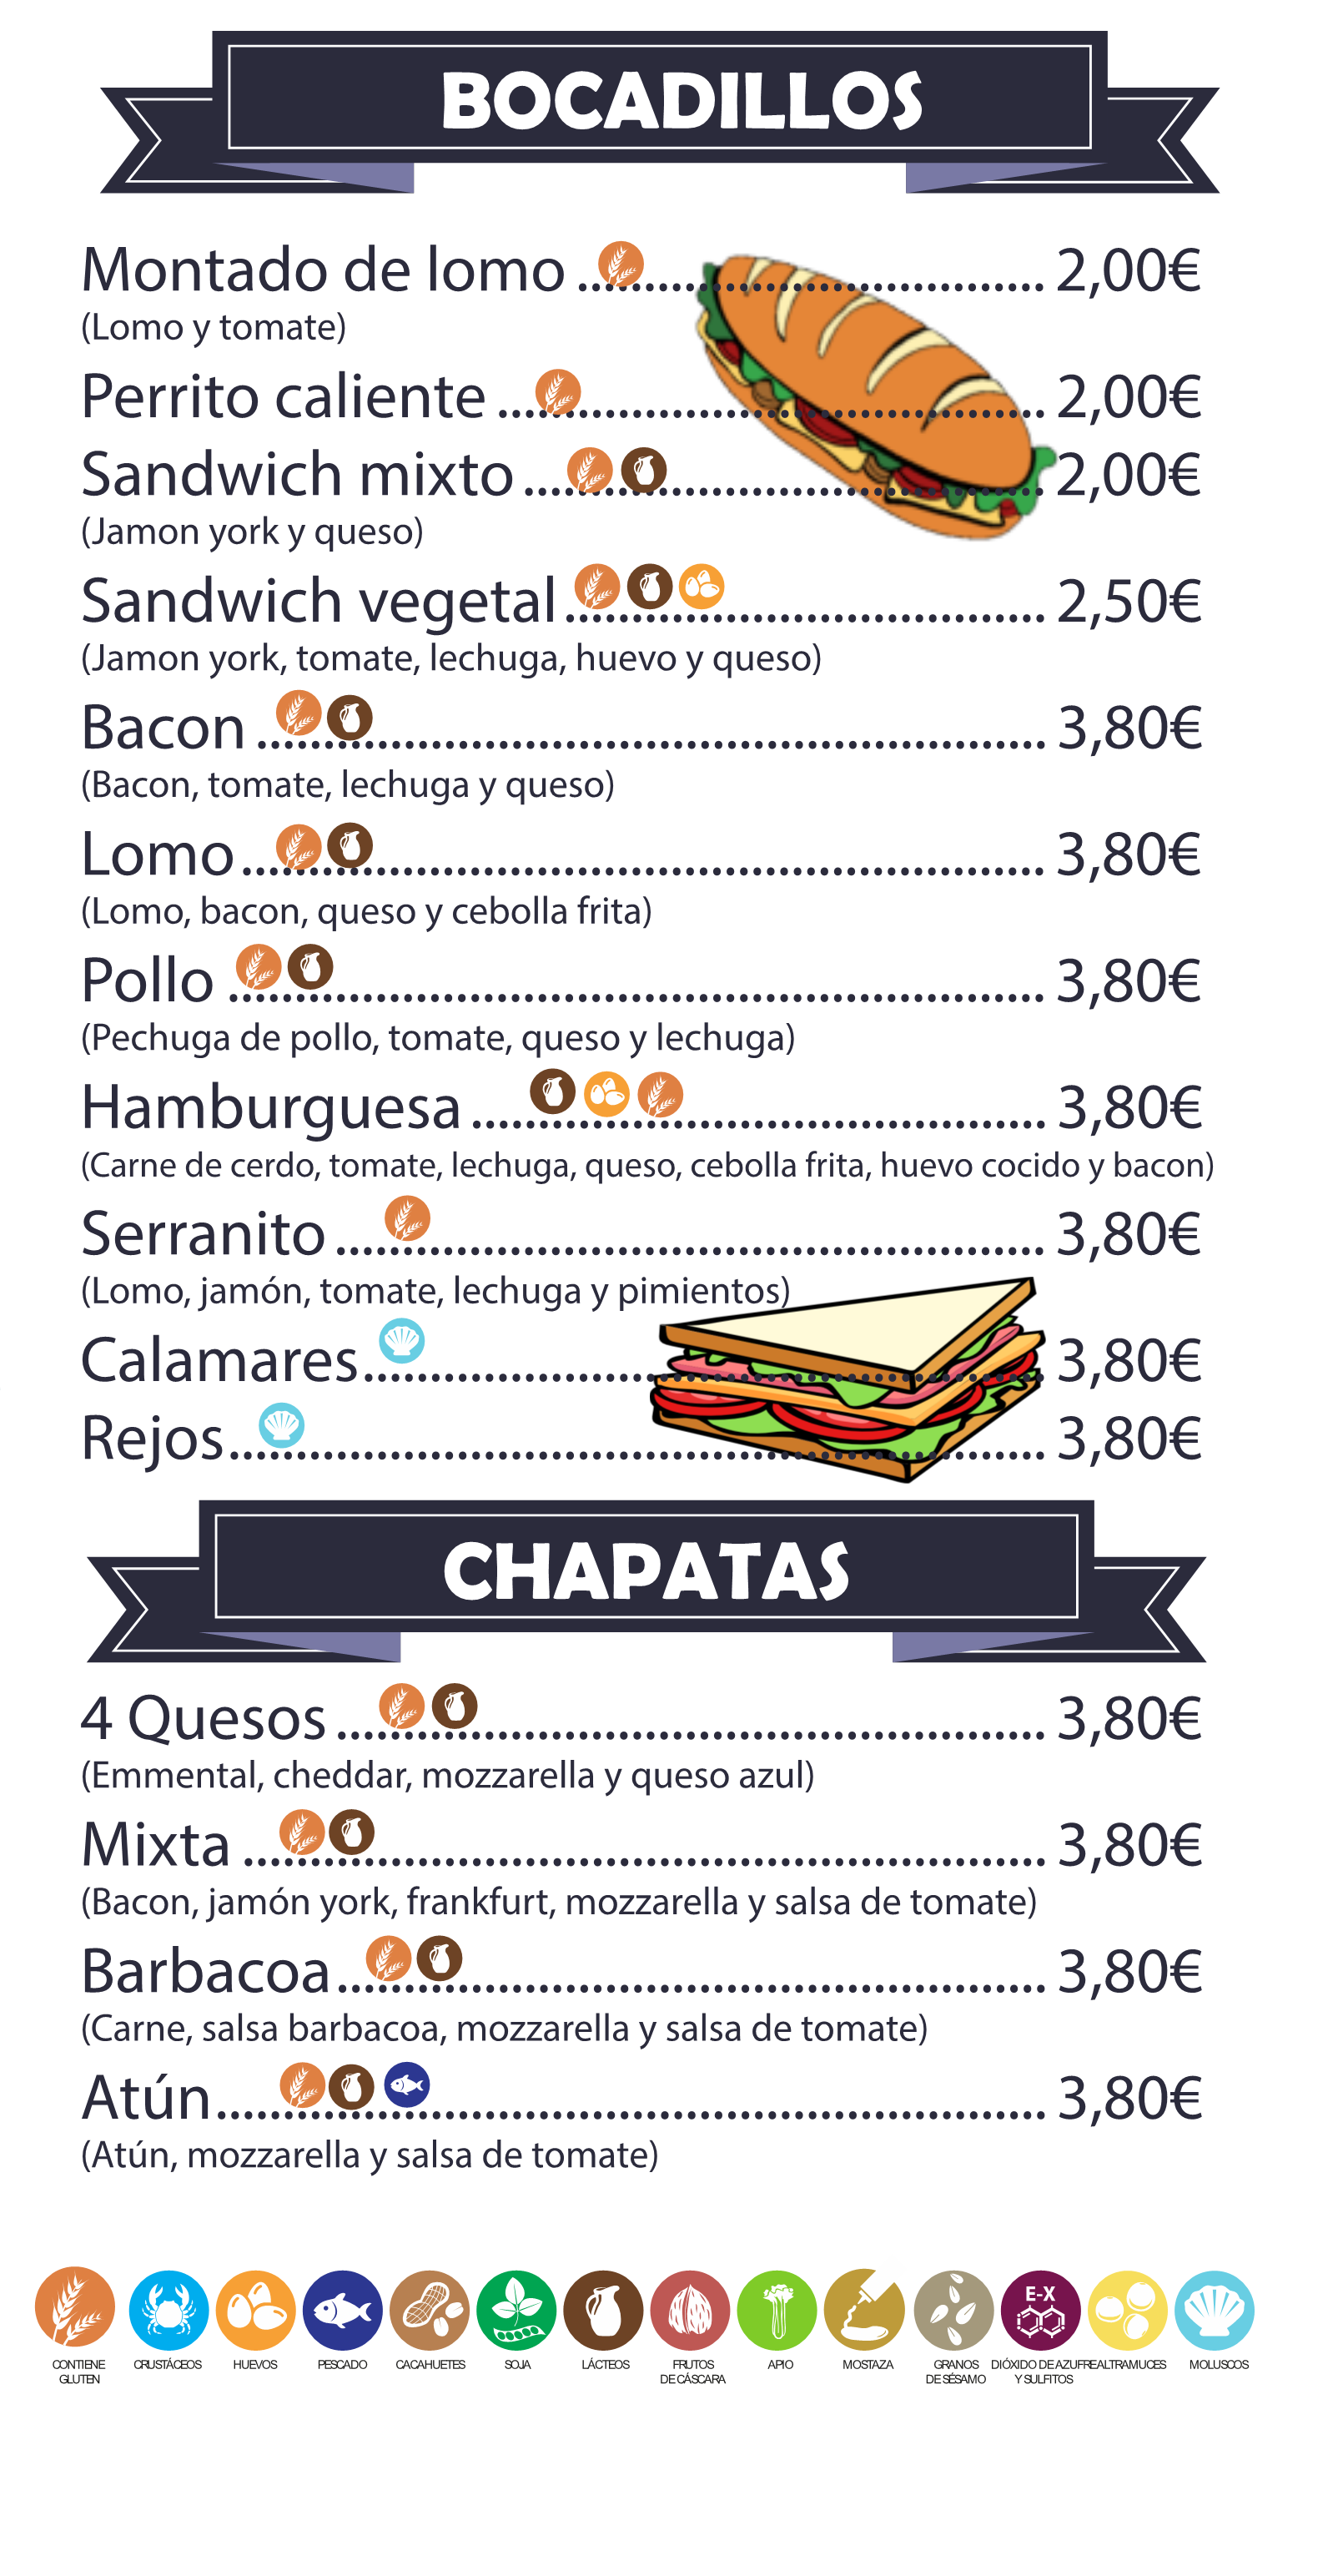 BOCADILLOS
Montado de lomo 2,00€
(Lomo y tomate)
Perrito caliente 2,00€
Sandwich mixto 2,00€
(Jamon york y queso)
Sandwich vegetal 2,50€
(Jamon york, tomate, lechuga, huevo y queso)
Bacon 3,80€
(Bacon, tomate, lechuga y queso)
Lomo 3,80€
(Lomo, bacon, queso y cebolla frita)
Pollo 3,80€
(Pechuga de pollo, tomate, queso y lechuga)
Hamburguesa 3,80€
(Carne de cerdo, tomate, lechuga, queso, cebolla frita, huevo cocido y bacon)
Serranito 3,80€
(Lomo, jamón, tomate, lechuga y pimientos)
Calamares 3,80€
Rejos 3,80€
CHAPATAS
4 Quesos 3,80€
(Emmental, cheddar, mozzarella y queso azul)
Mixta 3,80€
(Bacon, jamón york, frankfurt, mozzarella y salsa de tomate)
Barbacoa 3,80€
(Carne, salsa barbacoa, mozzarella y salsa de tomate)
Atún 3,80€
(Atún, mozzarella y salsa de tomate)
E-X
CONTIENE GLUTEN
CRUSTÁCEOS
HUEVOS
PESCADO
CACAHUETES
SOJA
LÁCTEOS
FRUTOS DE CÁSCARA
APIO
MOSTAZA
GRANOS DE SÉSAMO
DIÓXIDO DE AZUFRE Y SULFITOS
ALTRAMUCES
MOLUSCOS